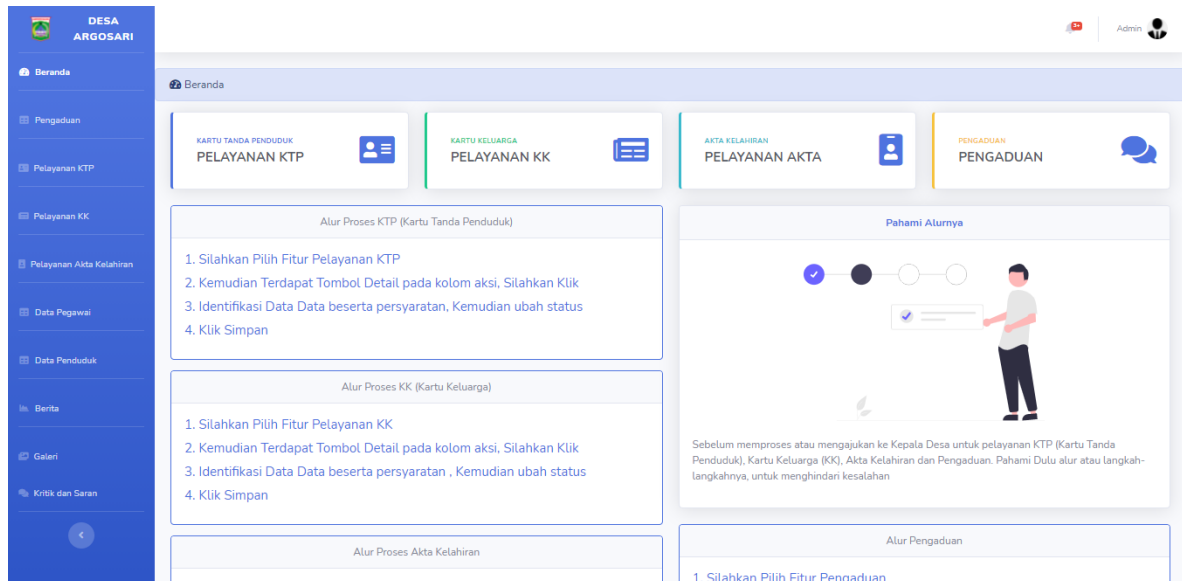 DESA
ARGOSARI
Beranda
Pengaduan
Pelayanan KTP
Pelayanan KK
Pelayanan Akta Kelahiran
Data Pegawai
Data Penduduk
Berita
Galeri
Kritik dan Saran
3+
Admin
Beranda
KARTU TANDA PENDUDUK
PELAYANAN KTP
KARTU KELUARGA
PELAYANAN KK
AKTA KELAHIRAN
PELAYANAN AKTA
PENGADUAN
PENGADUAN
Alur Proses KTP (Kartu Tanda Penduduk)
1. Silahkan Pilih Fitur Pelayanan KTP
2. Kemudian Terdapat Tombol Detail pada kolom aksi, Silahkan Klik
3. Identifikasi Data Data beserta persyaratan, Kemudian ubah status
4. Klik Simpan
Alur Proses KK (Kartu Keluarga)
1. Silahkan Pilih Fitur Pelayanan KK
2. Kemudian Terdapat Tombol Detail pada kolom aksi, Silahkan Klik
3. Identifikasi Data Data beserta persyaratan , Kemudian ubah status
4. Klik Simpan
Alur Proses Akta Kelahiran
Pahami Alurnya
Sebelum memproses atau mengajukan ke Kepala Desa untuk pelayanan KTP (Kartu Tanda
Penduduk), Kartu Keluarga (KK), Akta Kelahiran dan Pengaduan. Pahami Dulu alur atau langkah-
langkahnya, untuk menghindari kesalahan
Alur Pengaduan
1. Silahkan Pilih Fitur Pengaduan